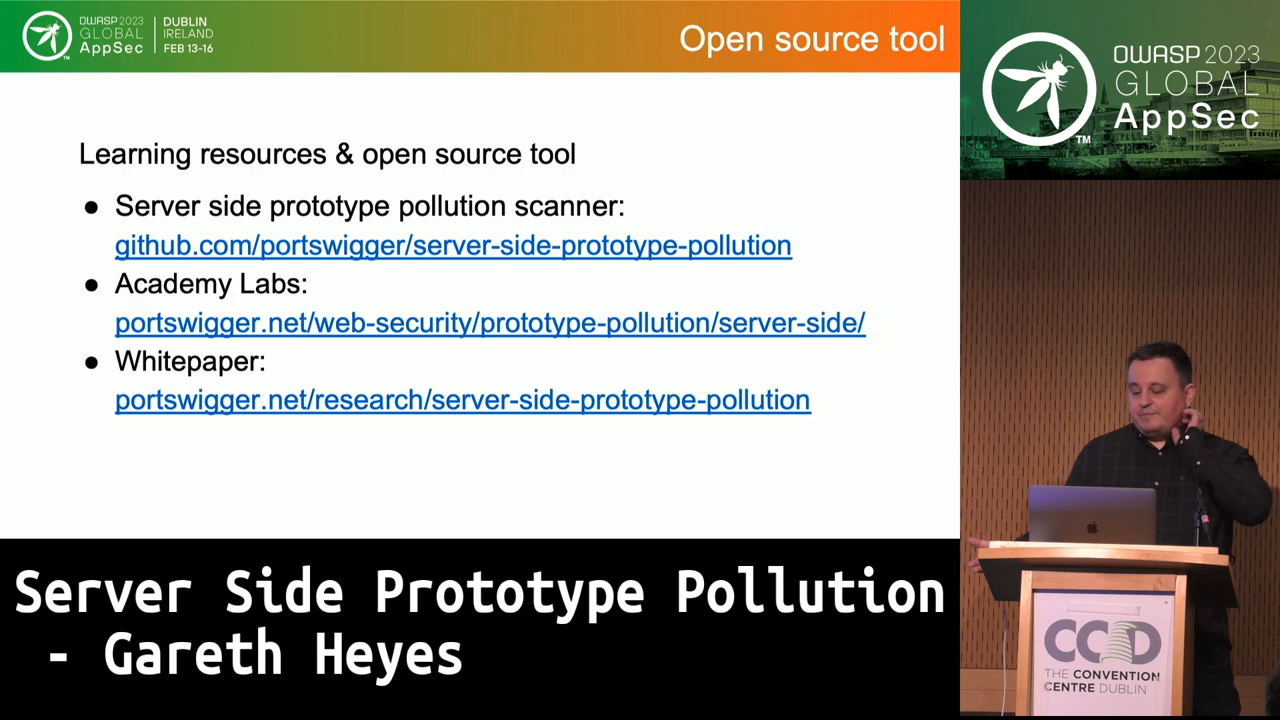 OWASP 2023
GLOBAL
AppSec
TM
DUBLIN
IRELAND
FEB 13-16
Open source tool
Learning resources & open source tool
● Server side prototype pollution scanner:
github.com/portswigger/server-side-prototype-pollution
● Academy Labs:
portswigger.net/web-security/prototype-pollution/server-side/
● Whitepaper:
portswigger.net/research/server-side-prototype-pollution
Server Side Prototype Pollution
- Gareth Heyes
OWASP 2023
GLOBAL
AppSec
TM
CCD
THE CONVENTION
CENTRE DUBLIN